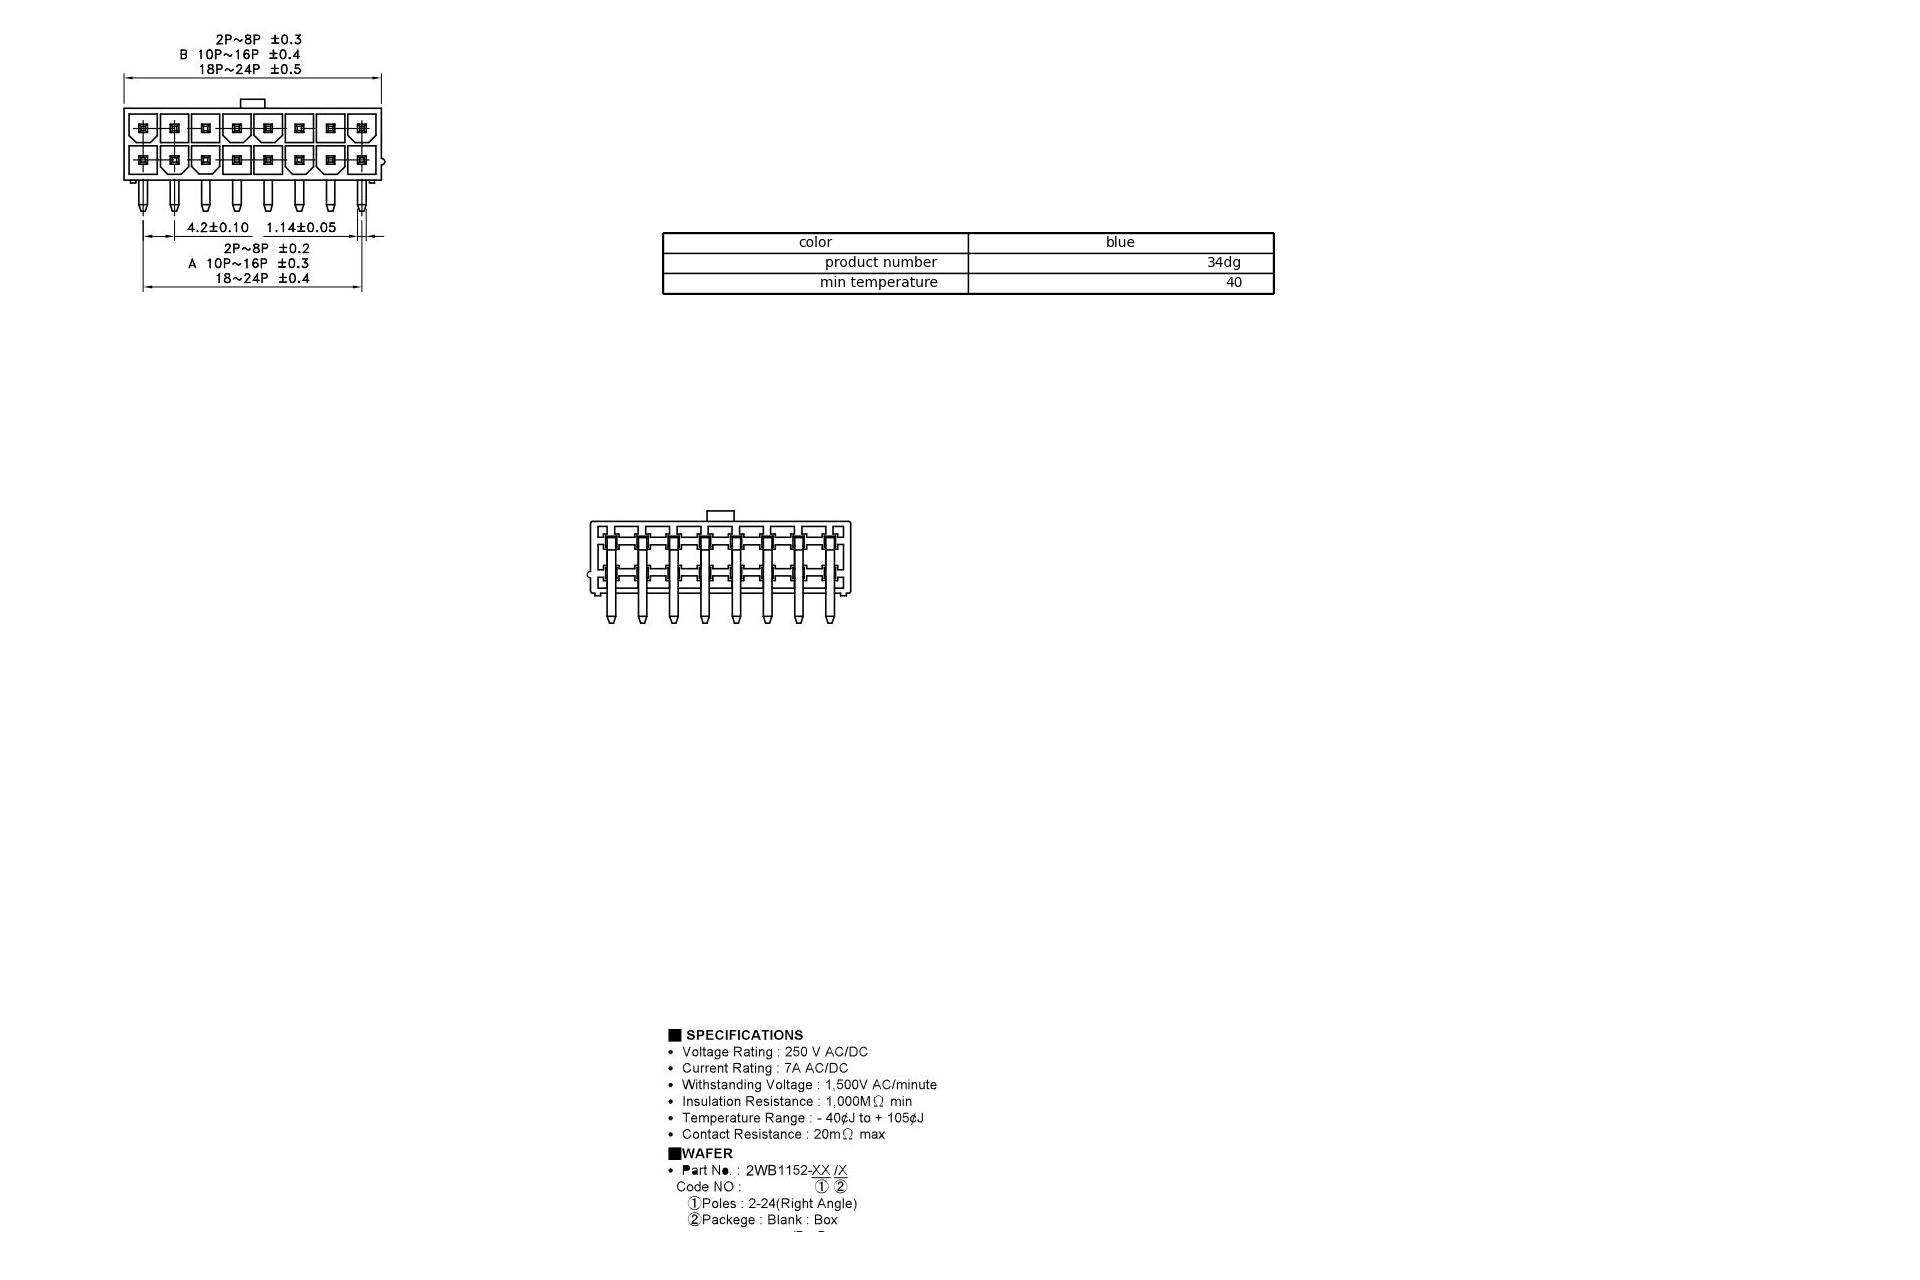 2P~8P ±0.3
B 10P~16P ±0.4
18P~24P ±0.5
4.2±0.10 1.14±0.05
2P~8P ±0.2
A 10P~16P ±0.3
18~24P ±0.4
color blue
product number 34dg
min temperature 40
■ SPECIFICATIONS
• Voltage Rating : 250 V AC/DC
• Current Rating : 7A AC/DC
• Withstanding Voltage : 1,500V AC/minute
• Insulation Resistance : 1,000MΩ min
• Temperature Range : - 40¢J to + 105¢J
• Contact Resistance : 20mΩ max
■WAFER
• Part No. : 2WB1152-XX /X
Code NO : ① ②
①Poles : 2-24(Right Angle)
②Packege : Blank : Box